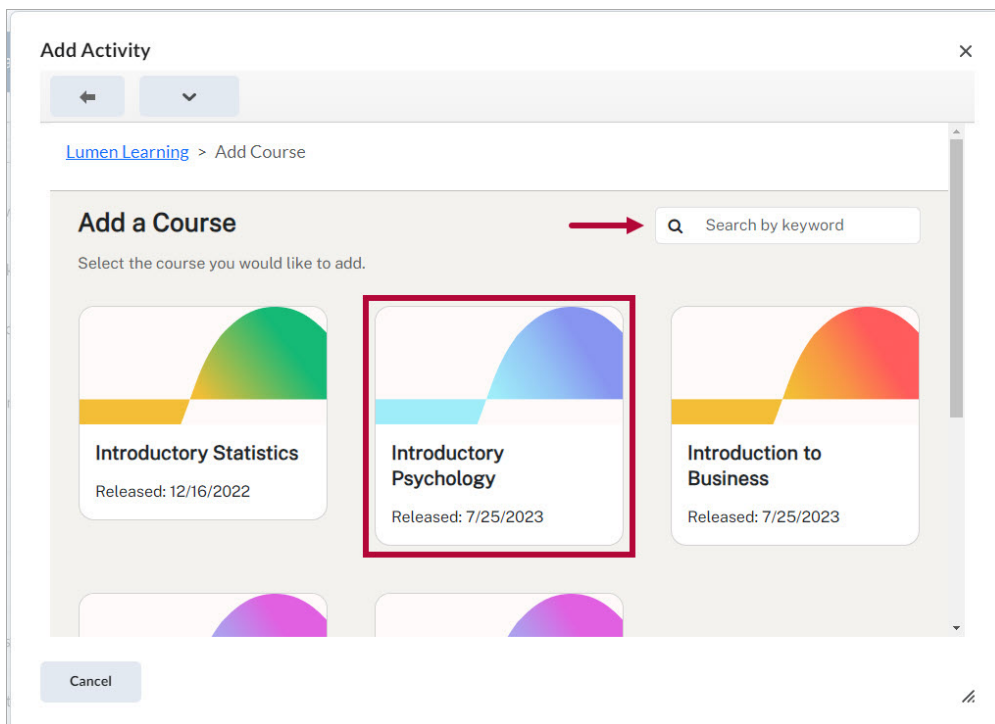 Add Activity
Lumen Learning > Add Course
Add a Course
Search by keyword
Select the course you would like to add.
Introductory Statistics
Released: 12/16/2022
Introductory
Psychology
Released: 7/25/2023
Introduction to
Business
Released: 7/25/2023
Cancel